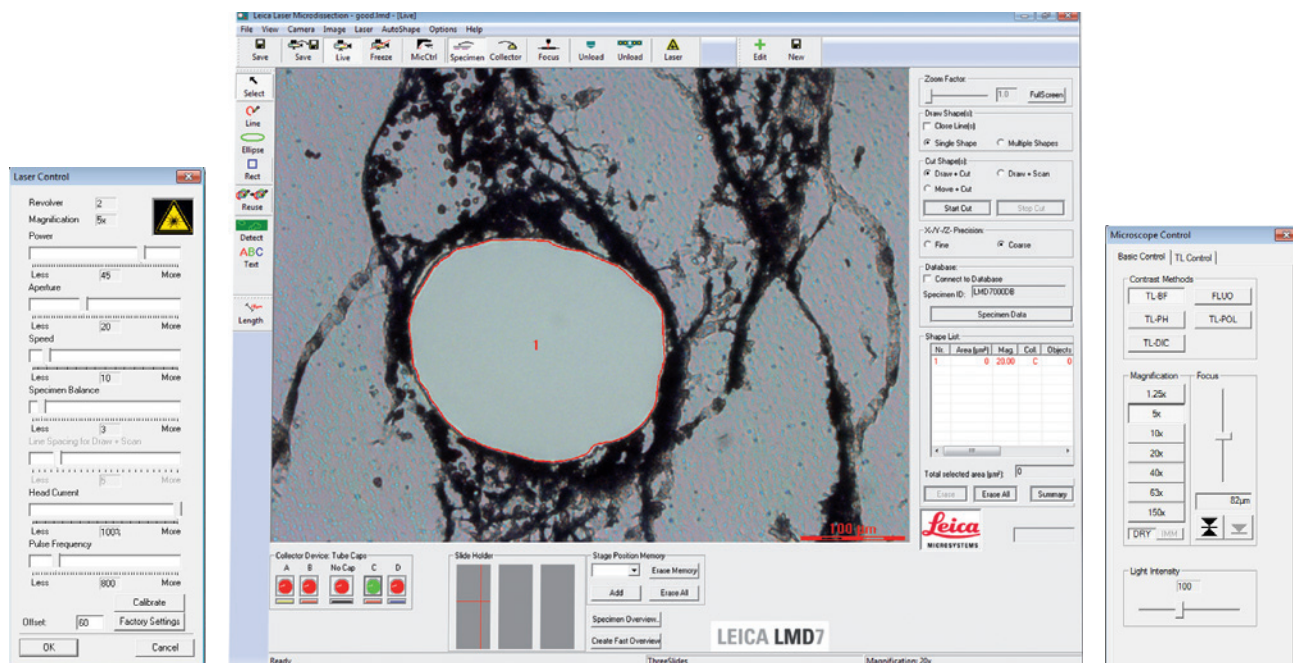 Laser Control
Revolver 2
Magnification 5x
Power
Less 45 More
Aperture
Less 20 More
Speed
Less 10 More
Specimen Balance
Less 3 More
Line Spacing for Draw + Scan
Less 5 More
Head Current
Less 100% More
Pulse Frequency
Less 800 More
Calibrate
Offset: 60 Factory Settings
OK Cancel
Leica Laser Microdissection - good.lmd - [Live]
File View Camera Image Laser AutoShape Options Help
Save Save Live Freeze MicCtrl Specimen Collector Focus Unload Unload Laser Edit New
Select
Line
Ellipse
Rect
Reuse
Detect
ABC
Text
Length
1
100 µm
Zoom Factor
1.0 FullScreen
Draw Shape(s):
Close Line(s)
Single Shape Multiple Shapes
Cut Shape(s):
Draw + Cut Draw + Scan
Move + Cut
Start Cut Stop Cut
X-/Y-/Z- Precision:
Fine Coarse
Database:
Connect to Database
Specimen ID: LMD7000DB
Specimen Data
Shape List:
Nr. Area (µm²) Mag. Coll. Objects
1 0 20.00 C 0
Total selected area (µm²): 0
Erase Erase All Summary
Leica
MICROSYSTEMS
Collector Device: Tube Caps
A B No Cap C D
Slide Holder
Stage Position Memory
Erase Memory
Add Erase All
Specimen Overview..
Create Fast Overview
LEICA LMD7
Ready ThreeSlides Magnification: 20x
Microscope Control
Basic Control TL Control
Contrast Methods
TL-BF FLUO
TL-PH TL-POL
TL-DIC
Magnification Focus
1.25x
5x
10x
20x
40x
63x
150x
82µm
DRY IMM
Light Intensity
100